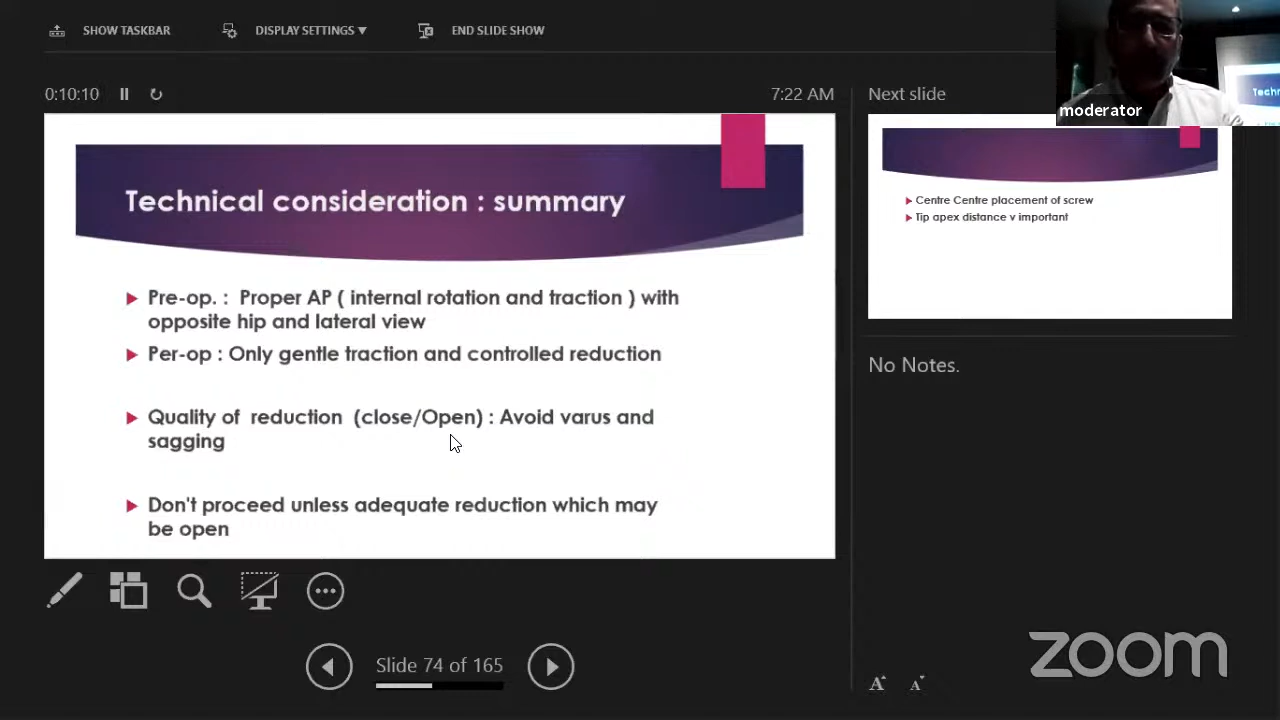 SHOW TASKBAR
DISPLAY SETTINGS ▼
END SLIDE SHOW
0:10:10
7:22 AM
Next slide
moderator
Technical consideration : summary
Pre-op. : Proper AP ( internal rotation and traction ) with
opposite hip and lateral view
Per-op : Only gentle traction and controlled reduction
Quality of reduction (close/Open) : Avoid varus and
sagging
Don't proceed unless adequate reduction which may
be open
Centre Centre placement of screw
Tip apex distance v important
No Notes.
Slide 74 of 165
A A
zoom